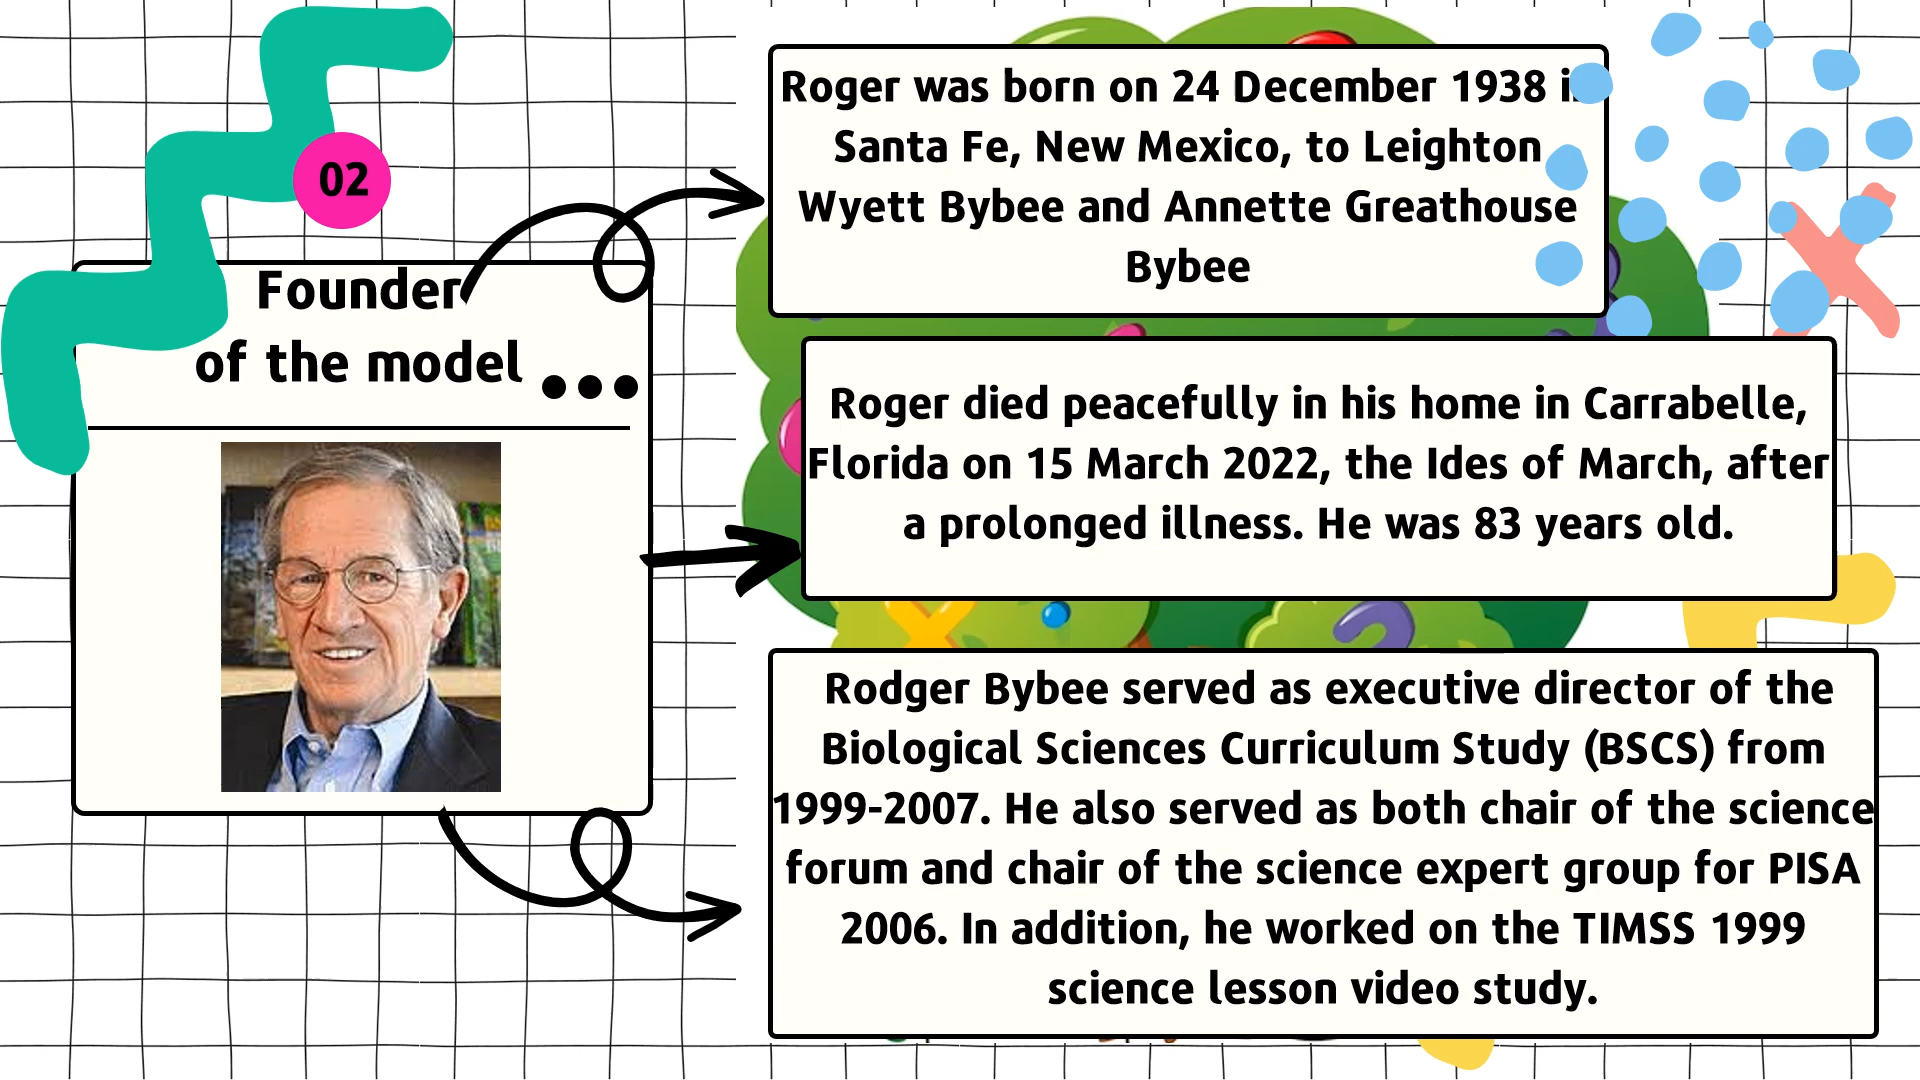 02
Founder
of the model
Roger was born on 24 December 1938 in
Santa Fe, New Mexico, to Leighton
Wyett Bybee and Annette Greathouse
Bybee
Roger died peacefully in his home in Carrabelle,
Florida on 15 March 2022, the Ides of March, after
a prolonged illness. He was 83 years old.
Rodger Bybee served as executive director of the
Biological Sciences Curriculum Study (BSCS) from
1999-2007. He also served as both chair of the science
forum and chair of the science expert group for PISA
2006. In addition, he worked on the TIMSS 1999
science lesson video study.